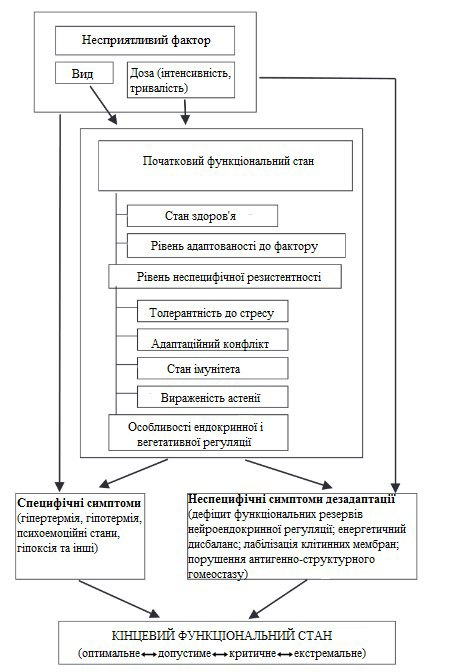 Несприятливий фактор
Вид
Доза (інтенсивність,
тривалість)
Початковий функціональний стан
Стан здоров'я
Рівень адаптованості до фактору
Рівень неспецифічної резистентності
Толерантність до стресу
Адаптаційний конфлікт
Стан імунітета
Вираженість астенії
Особливості ендокринної і
вегетативної регуляції
Специфічні симптоми
(гіпертермія, гіпотермія,
психоемоційні стани,
гіпоксія та інші)
Неспецифічні симптоми дезадаптації
(дефіцит функціональних резервів
нейроендокринної регуляції; енергетичний
дисбаланс; лабілізація клітинних мембран;
порушення антигенно-структурного
гомеостазу)
КІНЦЕВИЙ ФУНКЦІОНАЛЬНИЙ СТАН
(оптимальне↔допустиме↔критичне↔екстремальне)